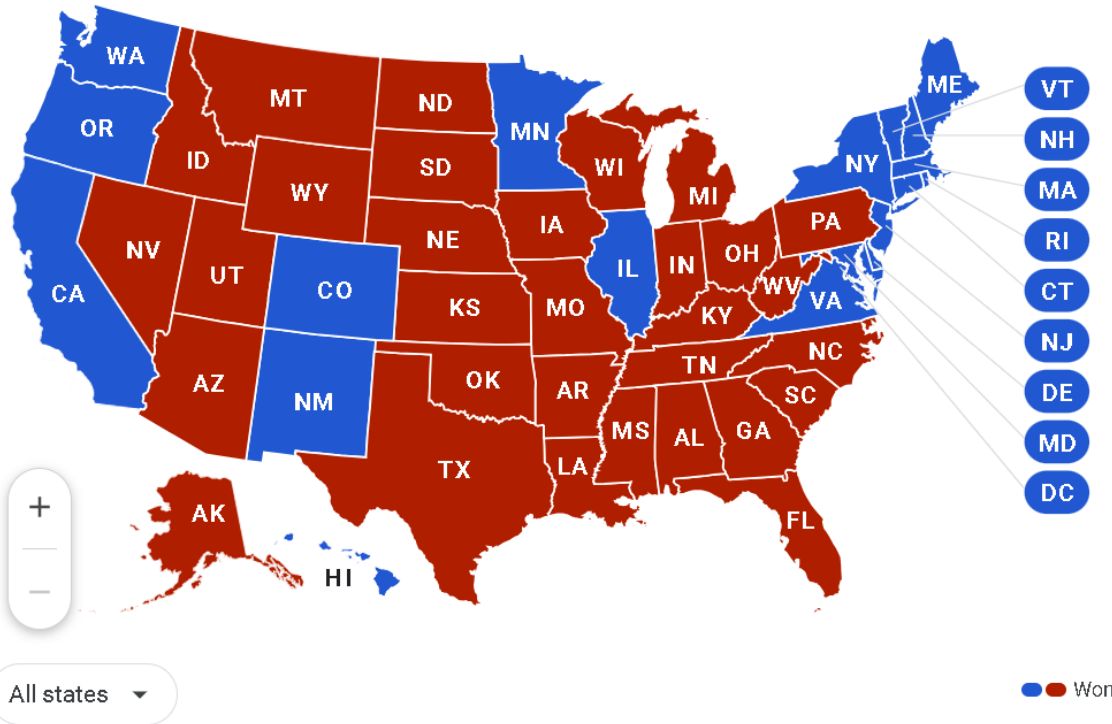 WA
MT
ND
MN
OR
ID
SD
WI
MI
WY
NE
IA
NV
UT
CO
CA
KS
MO
IL
IN
OH
PA
WV
VA
KY
NY
ME
AZ
NM
OK
AR
TN
NC
SC
TX
LA
MS
AL
GA
FL
AK
HI
VT
NH
MA
RI
CT
NJ
DE
MD
DC
+
−
All states
Won